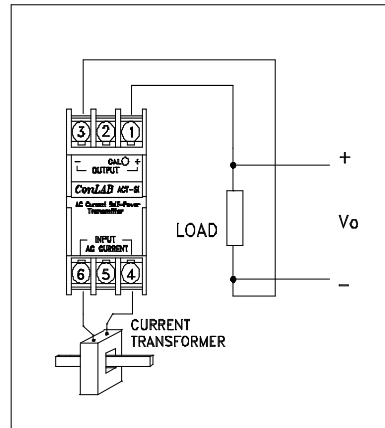 3 2 1
- CAL +
OUTPUT
ConLAB ACT-SI
AC Current Self-Power
Transmitter
INPUT
AC CURRENT
6 5 4
LOAD
+
Vo
-
CURRENT
TRANSFORMER